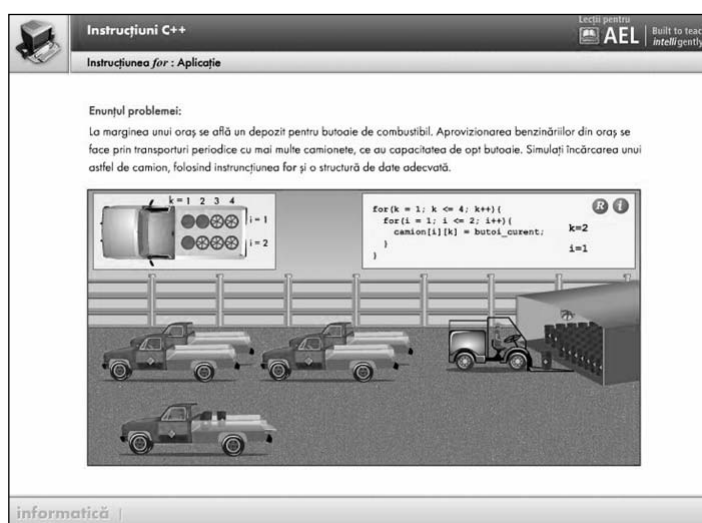 Instrucțiuni C++
Lecții pentru
AEL
Built to teac
intelligently
Instrucțiunea for : Aplicație
Enunțul problemei:
La marginea unui oraș se află un depozit pentru butoaie de combustibil. Aprovizionarea benzinăriilor din oraș se
face prin transporturi periodice cu mai multe camionete, ce au capacitatea de opt butoaie. Simulați încărcarea unui
astfel de camion, folosind instruncțiunea for și o structură de date adecvată.
k = 1 2 3 4
i = 1
i = 2
for(k = 1; k <= 4; k++){
for(i = 1; i <= 2; i++){
camion[i][k] = butoi_curent;
}
}
R i
k=2
i=1
informatică |